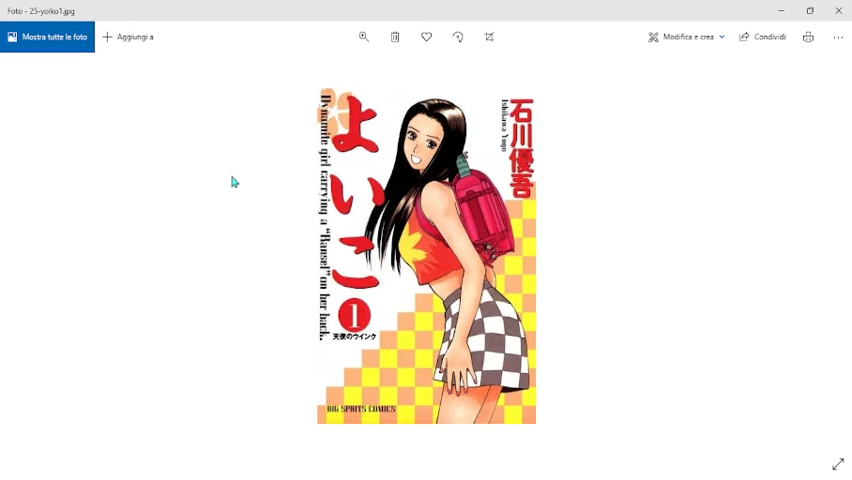 Foto - 25-yoiko1.jpg
Mostra tutte le foto
Aggiungi a
Modifica e crea
Condividi
よいこ
1
天使のウインク
Dynamite girl carrying a "Ransel" on her back.
石川優吾
Ishikawa Yugo
BIG SPIRITS COMICS